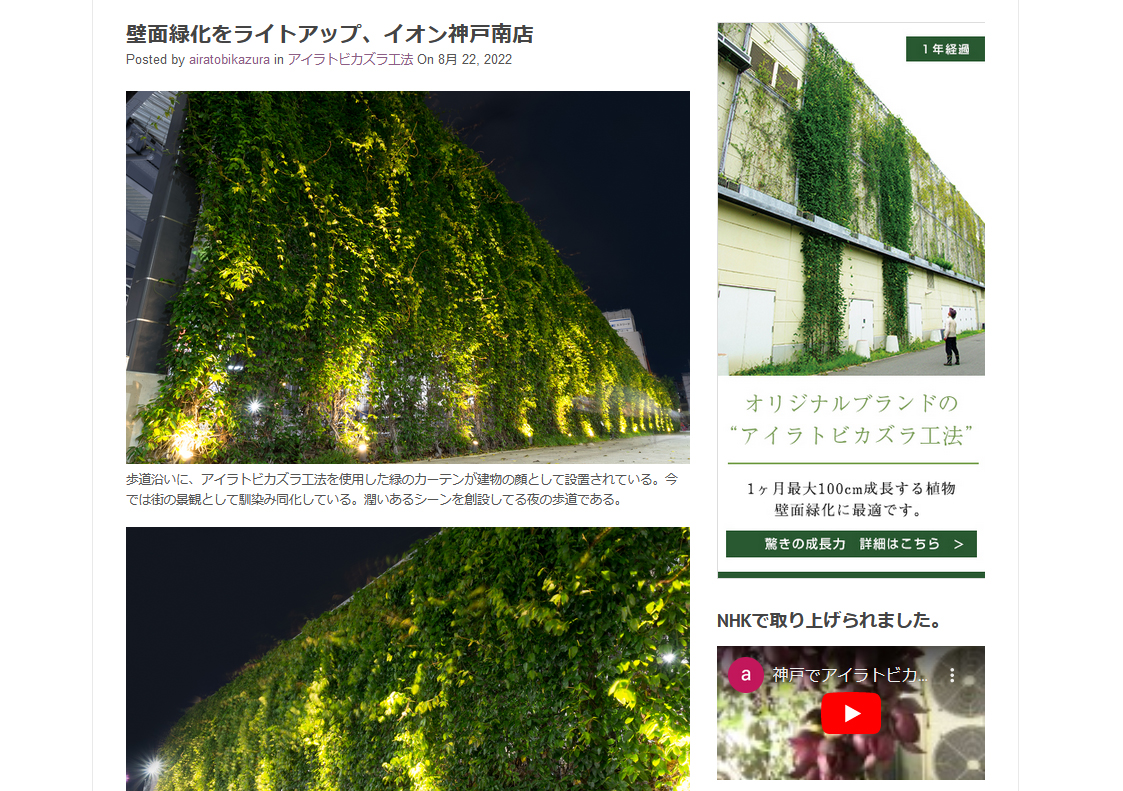 壁面緑化をライトアップ、イオン神戸南店
Posted by airatobikazura in アイラトビカズラ工法 On 8月 22, 2022
歩道沿いに、アイラトビカズラ工法を使用した緑のカーテンが建物の顔として設置されている。今
では街の景観として馴染み同化している。潤いあるシーンを創設してる夜の歩道である。
1年経過
オリジナルブランドの
“アイラトビカズラ工法”
1ヶ月最大100cm成長する植物
壁面緑化に最適です。
驚きの成長力 詳細はこちら >
NHKで取り上げられました。
a 神戸でアイラトビカ...